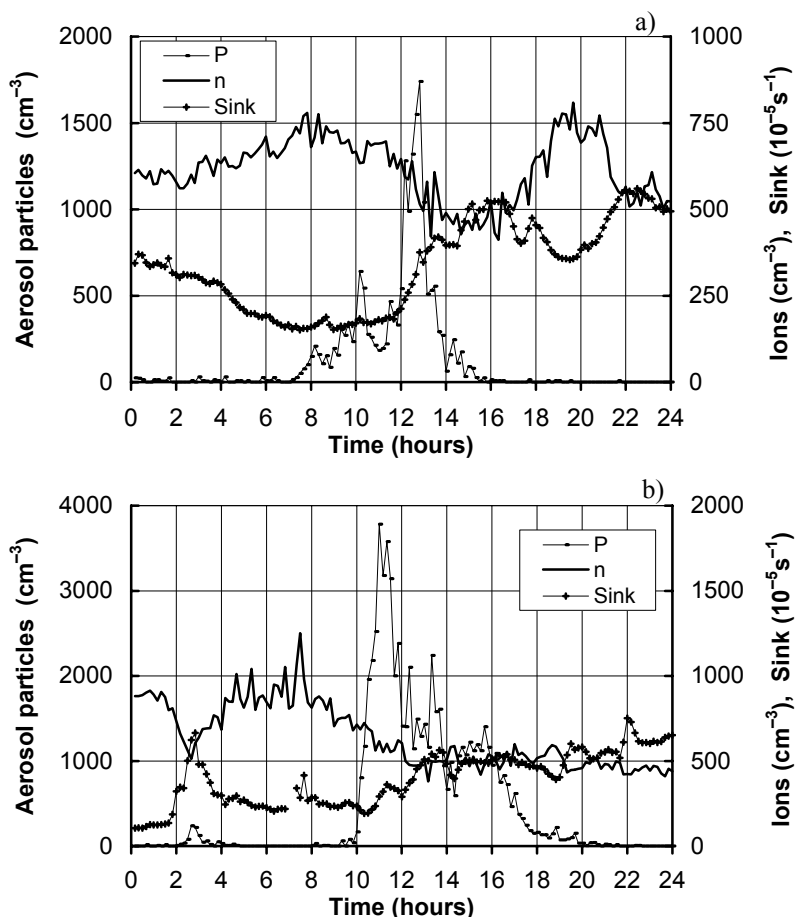 a)
2000
1500
1000
500
0
Aerosol particles (cm⁻³)
P
n
Sink
1000
750
500
250
0
Ions (cm⁻³), Sink (10⁻⁵s⁻¹)
0 2 4 6 8 10 12 14 16 18 20 22 24
Time (hours)
b)
4000
3000
2000
1000
0
Aerosol particles (cm⁻³)
P
n
Sink
2000
1500
1000
500
0
Ions (cm⁻³), Sink (10⁻⁵s⁻¹)
0 2 4 6 8 10 12 14 16 18 20 22 24
Time (hours)